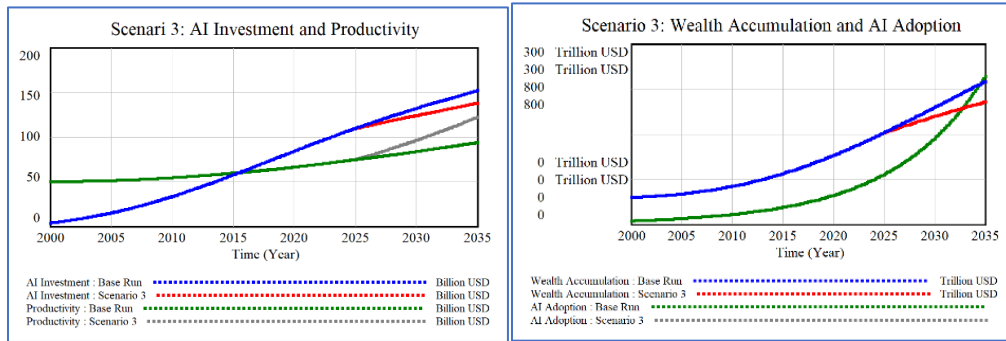 Scenari 3: AI Investment and Productivity
200
150
100
50
0
2000 2005 2010 2015 2020 2025 2030 2035
Time (Year)
AI Investment : Base Run Billion USD
AI Investment : Scenario 3 Billion USD
Productivity : Base Run Billion USD
Productivity : Scenario 3 Billion USD
Scenario 3: Wealth Accumulation and AI Adoption
300 Trillion USD
300 Trillion USD
800
800
0 Trillion USD
0 Trillion USD
0
0
2000 2005 2010 2015 2020 2025 2030 2035
Time (Year)
Wealth Accumulation : Base Run Trillion USD
Wealth Accumulation : Scenario 3 Trillion USD
AI Adoption : Base Run
AI Adoption : Scenario 3